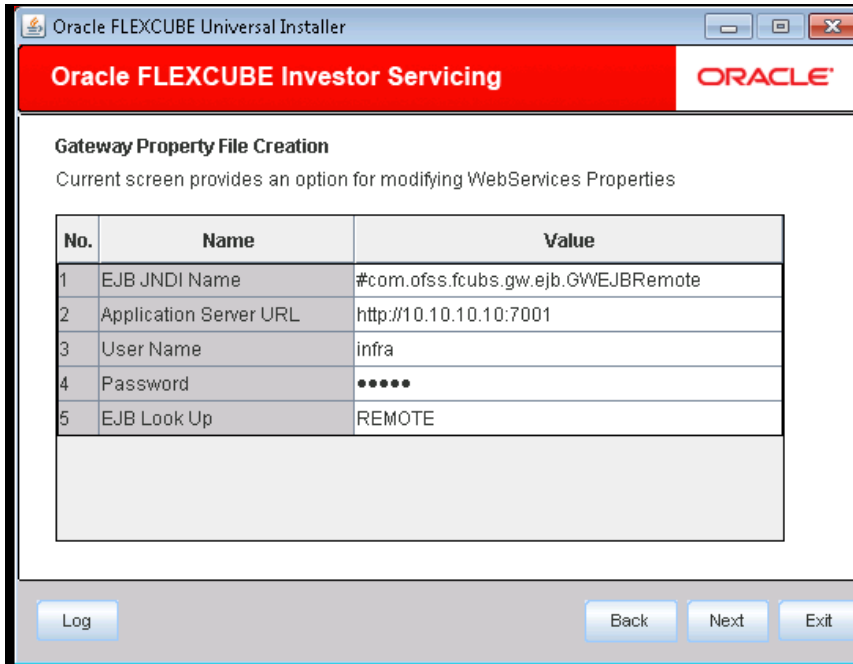 Oracle FLEXCUBE Universal Installer
Oracle FLEXCUBE Investor Servicing
ORACLE
Gateway Property File Creation
Current screen provides an option for modifying WebServices Properties
No. Name Value
1 EJB JNDI Name #com.ofss.fcubs.gw.ejb.GWEJBRemote
2 Application Server URL http://10.10.10.10:7001
3 User Name infra
4 Password •••••
5 EJB Look Up REMOTE
Log Back Next Exit